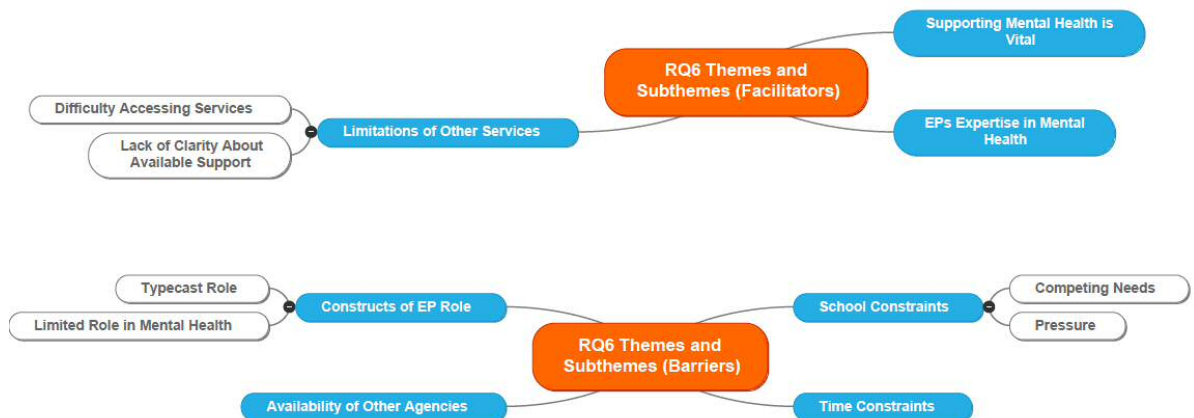 Supporting Mental Health is
Vital
RQ6 Themes and
Subthemes (Facilitators)
Difficulty Accessing Services
Limitations of Other Services
EPs Expertise in Mental
Health
Lack of Clarity About
Available Support
Typecast Role
Constructs of EP Role
Limited Role in Mental Health
School Constraints
Competing Needs
Pressure
RQ6 Themes and
Subthemes (Barriers)
Availability of Other Agencies
Time Constraints